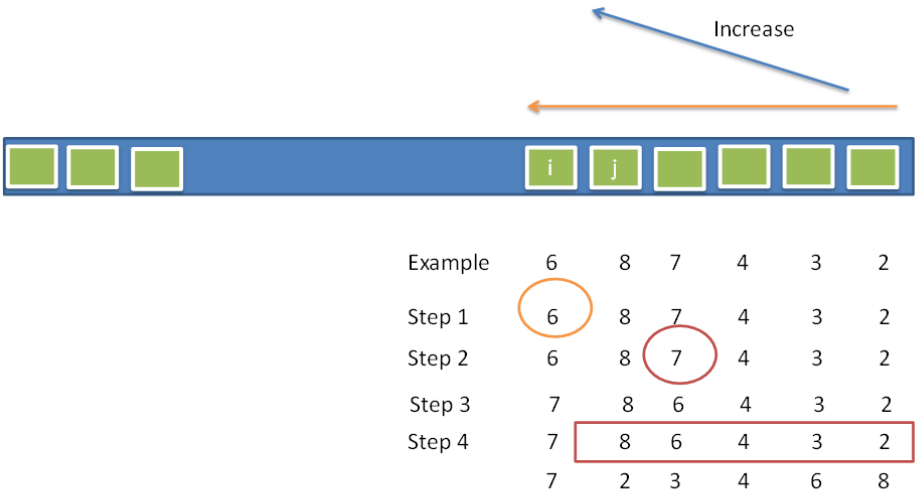 Increase
i j
Example 6 8 7 4 3 2
Step 1 6 8 7 4 3 2
Step 2 6 8 7 4 3 2
Step 3 7 8 6 4 3 2
Step 4 7 8 6 4 3 2
7 2 3 4 6 8